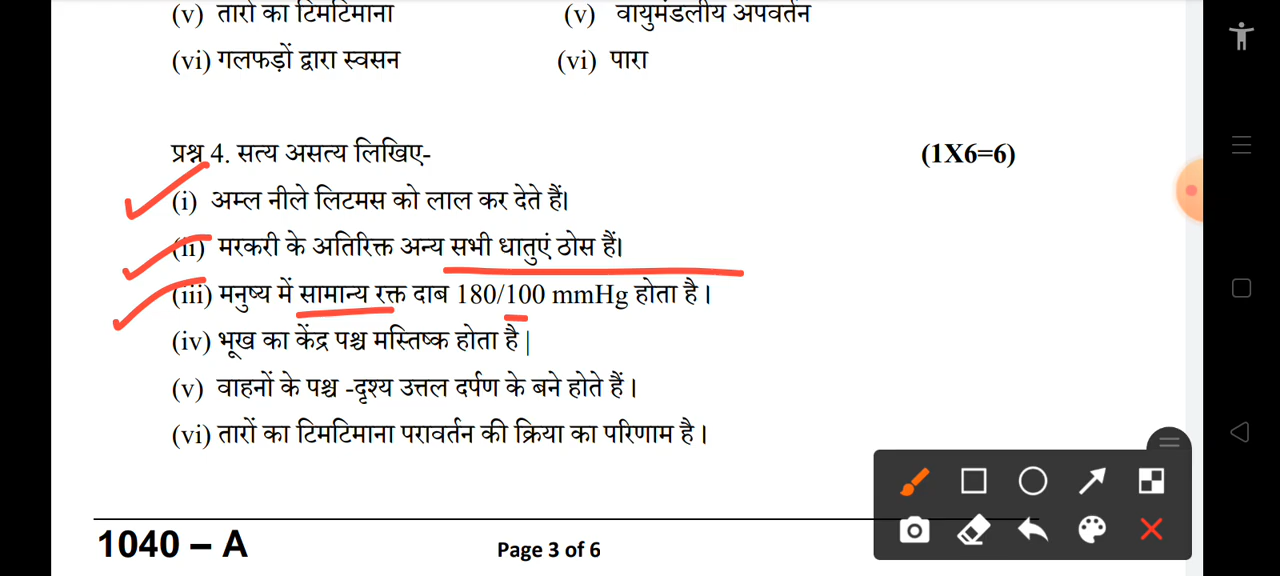 (v) तारों का टिमटिमाना (v) वायुमंडलीय अपवर्तन
(vi) गलफड़ों द्वारा स्वसन (vi) पारा
प्रश्न 4. सत्य असत्य लिखिए- (1X6=6)
(i) अम्ल नीले लिटमस को लाल कर देते हैं।
(ii) मरकरी के अतिरिक्त अन्य सभी धातुएं ठोस हैं।
(iii) मनुष्य में सामान्य रक्त दाब 180/100 mmHg होता है ।
(iv) भूख का केंद्र पश्च मस्तिष्क होता है |
(v) वाहनों के पश्च -दृश्य उत्तल दर्पण के बने होते हैं ।
(vi) तारों का टिमटिमाना परावर्तन की क्रिया का परिणाम है ।
1040 – A Page 3 of 6